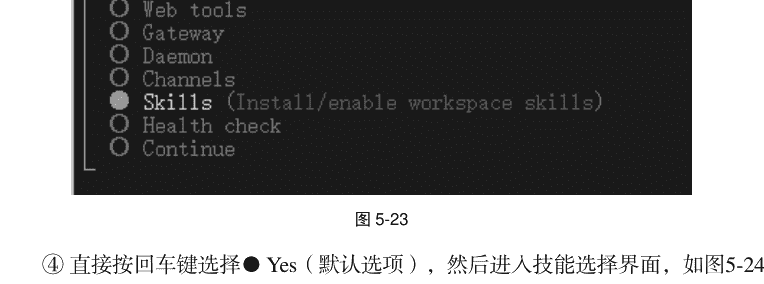 Web tools
Gateway
Daemon
Channels
Skills (Install/enable workspace skills)
Health check
Continue
图 5-23
④ 直接按回车键选择● Yes（默认选项），然后进入技能选择界面，如图5-24